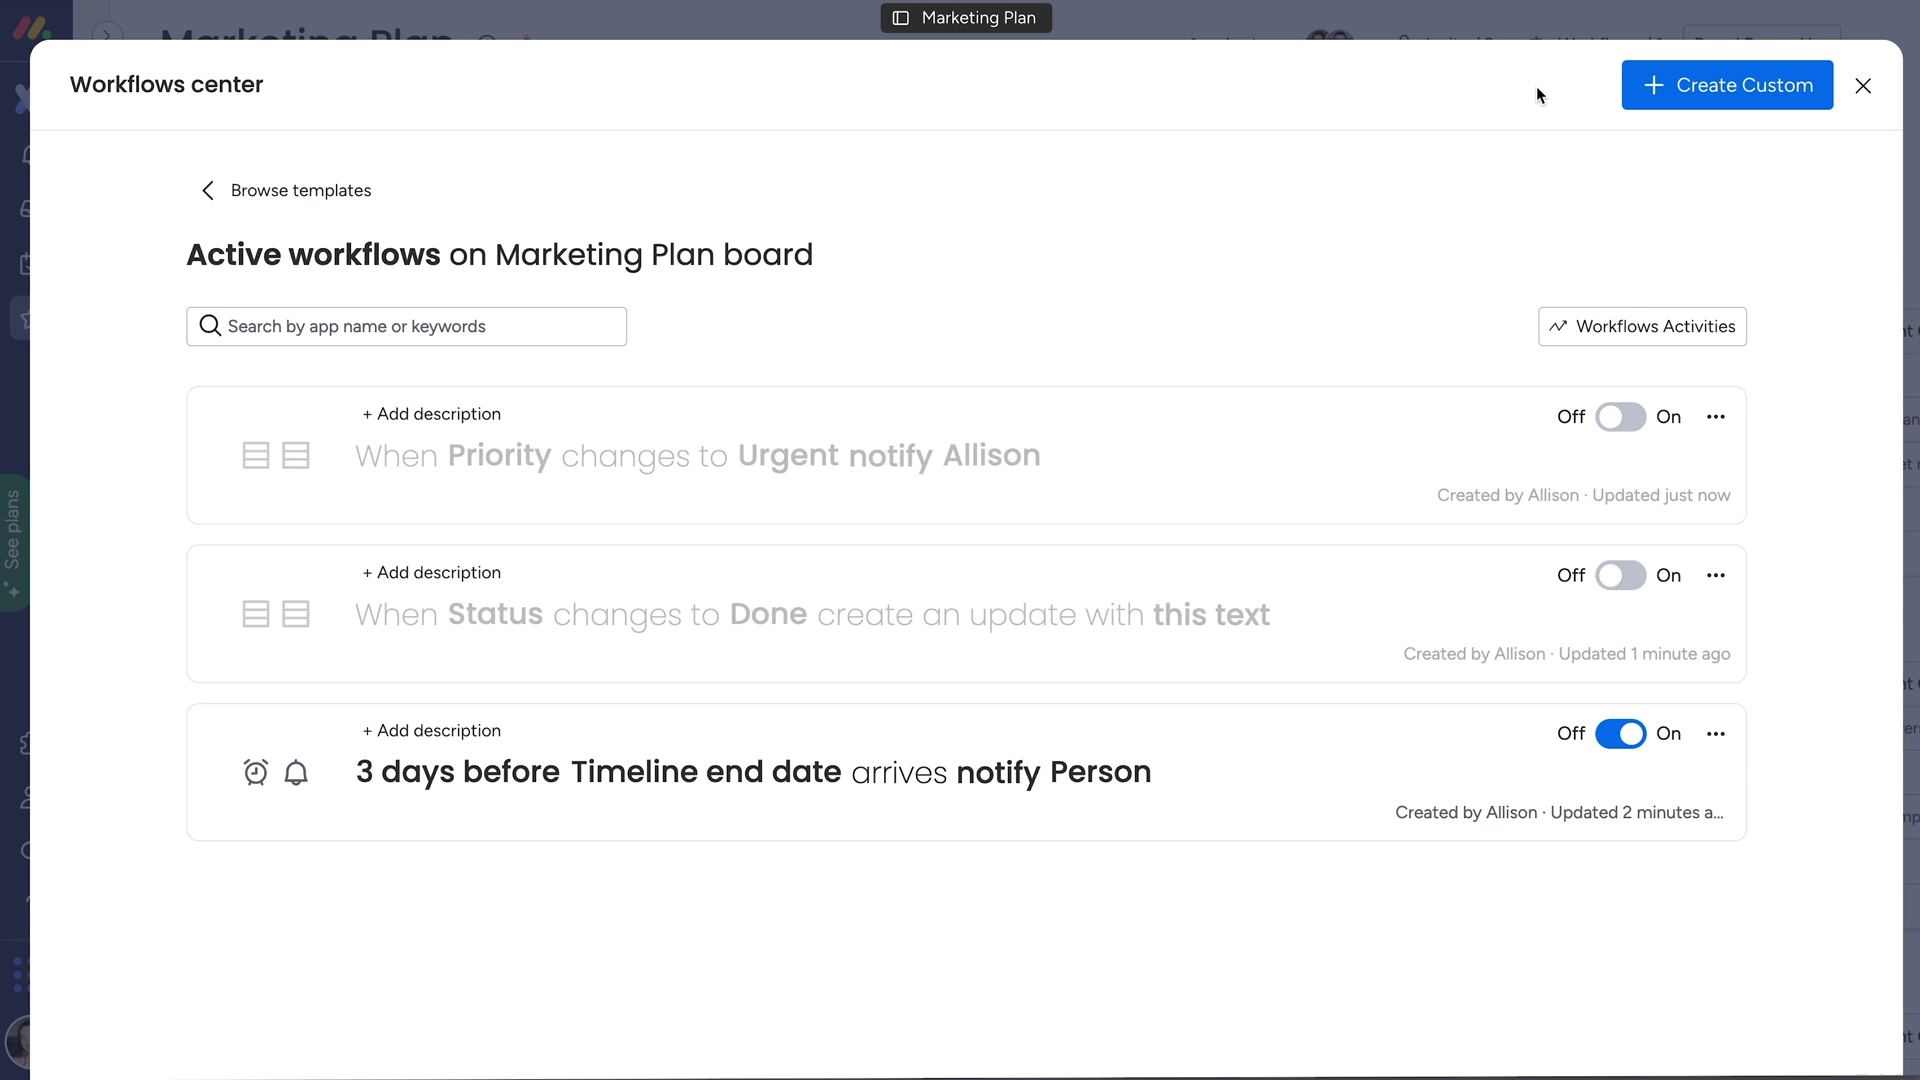 Marketing Plan
Workflows center
+ Create Custom
Browse templates
Active workflows on Marketing Plan board
Search by app name or keywords
Workflows Activities
+ Add description
Off On
When Priority changes to Urgent notify Allison
Created by Allison · Updated just now
+ Add description
Off On
When Status changes to Done create an update with this text
Created by Allison · Updated 1 minute ago
+ Add description
Off On
3 days before Timeline end date arrives notify Person
Created by Allison · Updated 2 minutes a...
See plans